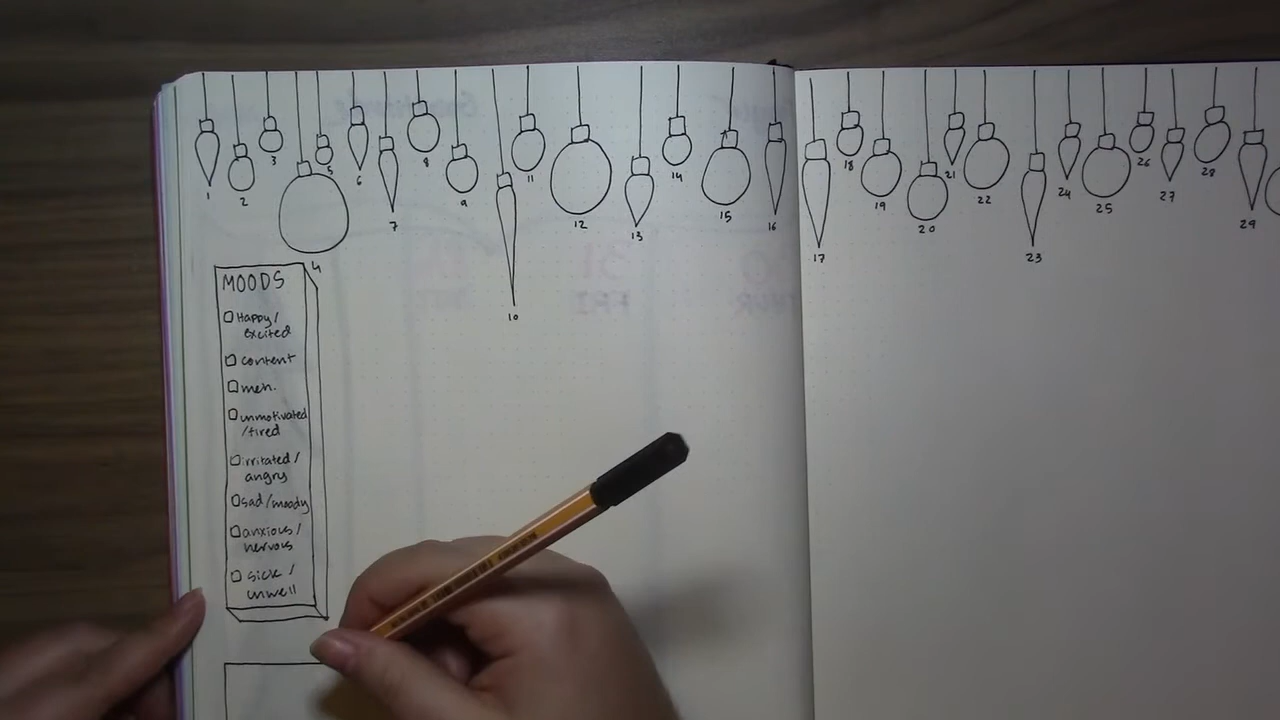 1 2 3 4 5 6 7 8 9 10 11 12 13 14 15 16 17 18 19 20 21 22 23 24 25 26 27 28 29
MOODS
Happy/
excited
content
meh.
unmotivated
/tired
irritated/
angry
sad/moody
anxious/
nervous
sick/
unwell